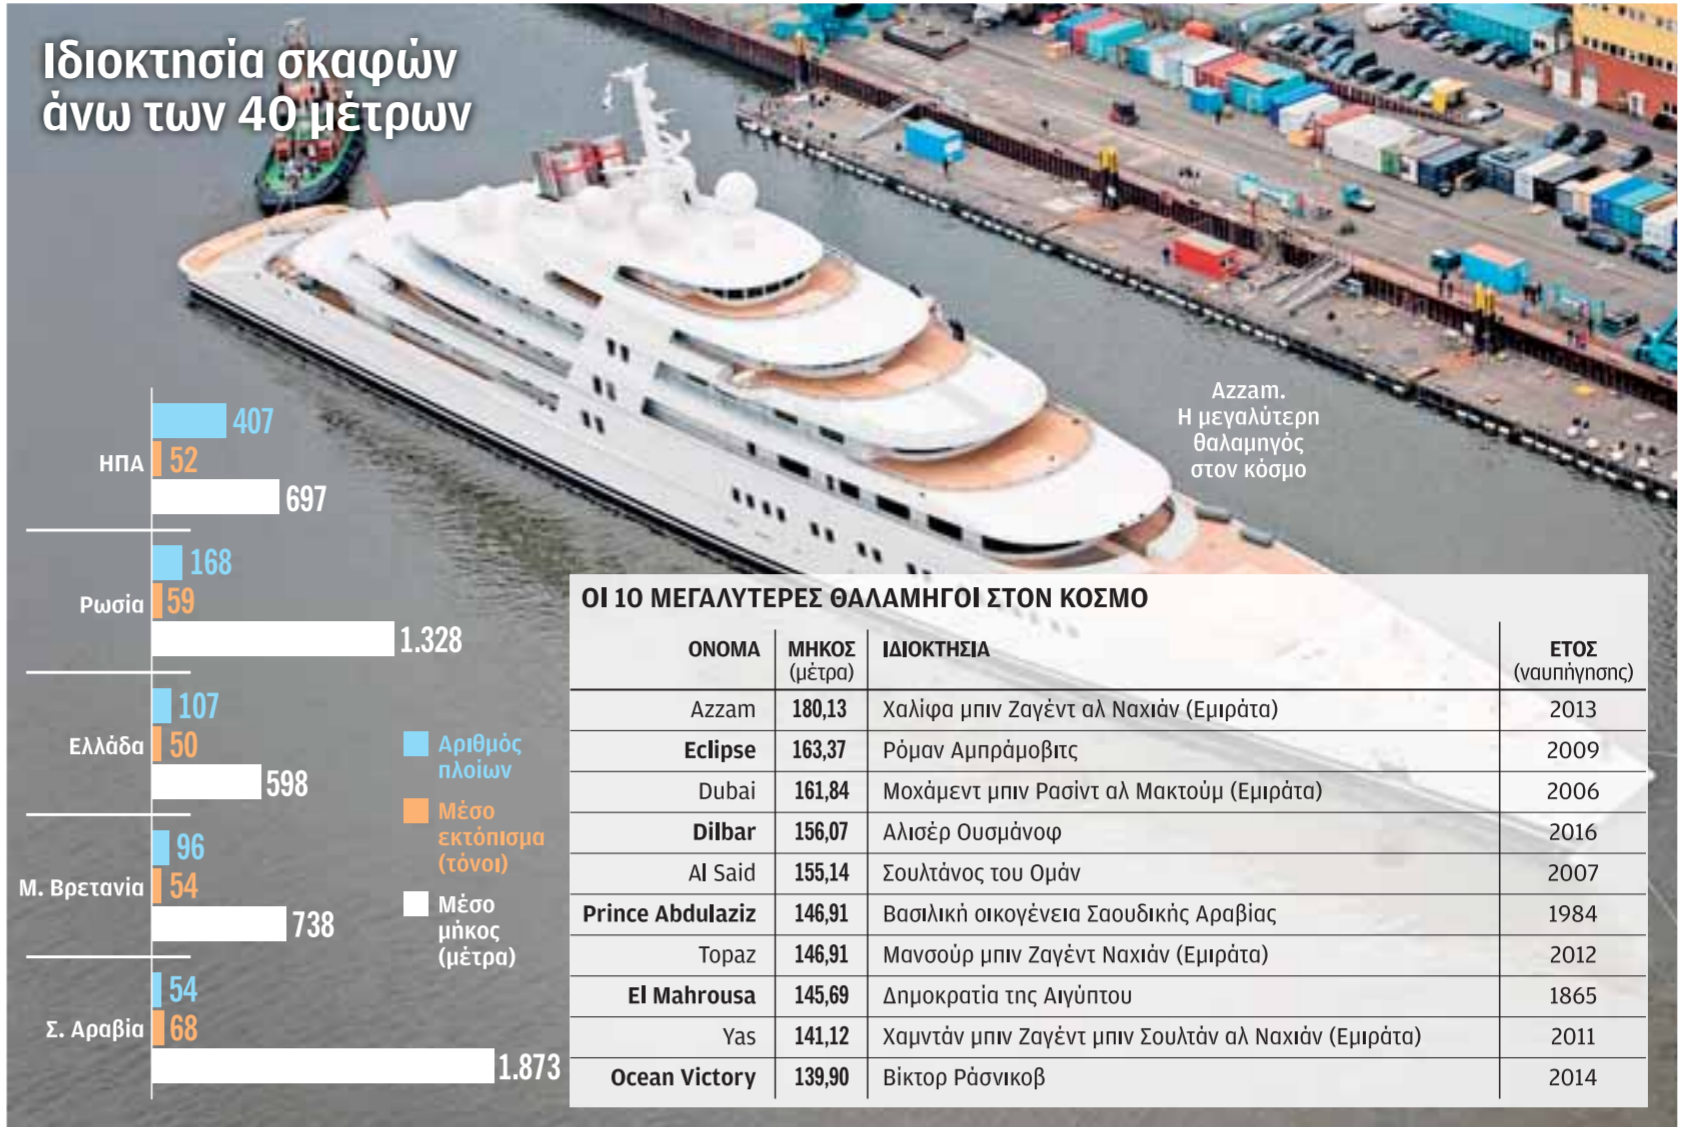 Ιδιοκτησία σκαφών
άνω των 40 μέτρων
Azzam.
Η μεγαλύτερη
θαλαμηγός
στον κόσμο
ΗΠΑ
407
52
697
Ρωσία
168
59
1.328
Ελλάδα
107
50
598
Μ. Βρετανία
96
54
738
Σ. Αραβία
54
68
1.873
Αριθμός
πλοίων
Μέσο
εκτόπισμα
(τόνοι)
Μέσο
μήκος
(μέτρα)
ΟΙ 10 ΜΕΓΑΛΥΤΕΡΕΣ ΘΑΛΑΜΗΓΟΙ ΣΤΟΝ ΚΟΣΜΟ
ΟΝΟΜΑ ΜΗΚΟΣ (μέτρα) ΙΔΙΟΚΤΗΣΙΑ ΕΤΟΣ (ναυπήγησης)
Azzam 180,13 Χαλίφα μπιν Ζαγέντ αλ Ναχιάν (Εμιράτα) 2013
Eclipse 163,37 Ρόμαν Αμπράμοβιτς 2009
Dubai 161,84 Μοχάμεντ μπιν Ρασίντ αλ Μακτούμ (Εμιράτα) 2006
Dilbar 156,07 Αλισέρ Ουσμάνοφ 2016
Al Said 155,14 Σουλτάνος του Ομάν 2007
Prince Abdulaziz 146,91 Βασιλική οικογένεια Σαουδικής Αραβίας 1984
Topaz 146,91 Μανσούρ μπιν Ζαγέντ Ναχιάν (Εμιράτα) 2012
El Mahrousa 145,69 Δημοκρατία της Αιγύπτου 1865
Yas 141,12 Χαμντάν μπιν Ζαγέντ μπιν Σουλτάν αλ Ναχιάν (Εμιράτα) 2011
Ocean Victory 139,90 Βίκτορ Ράσνικοβ 2014